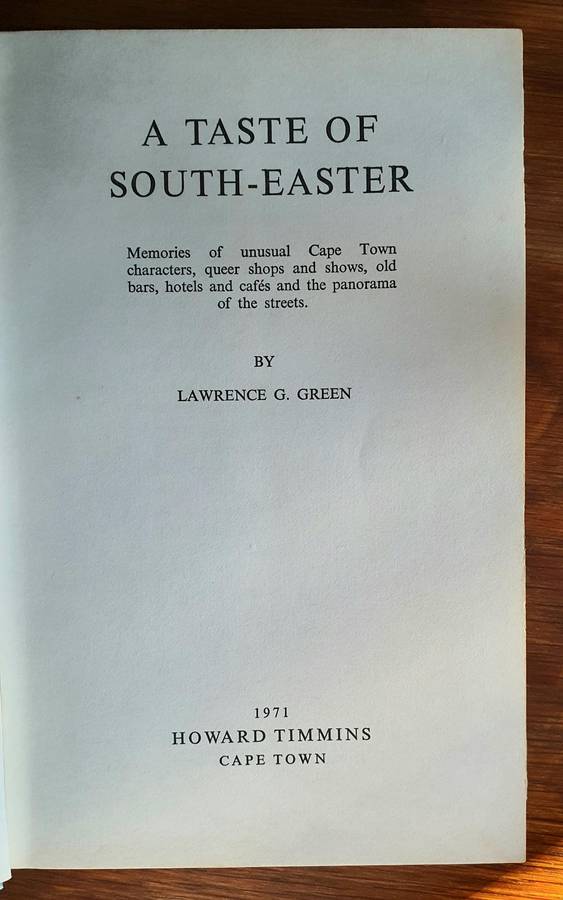 A TASTE OF
SOUTH-EASTER
Memories of unusual Cape Town
characters, queer shops and shows, old
bars, hotels and cafés and the panorama
of the streets.
BY
LAWRENCE G. GREEN
1971
HOWARD TIMMINS
CAPE TOWN